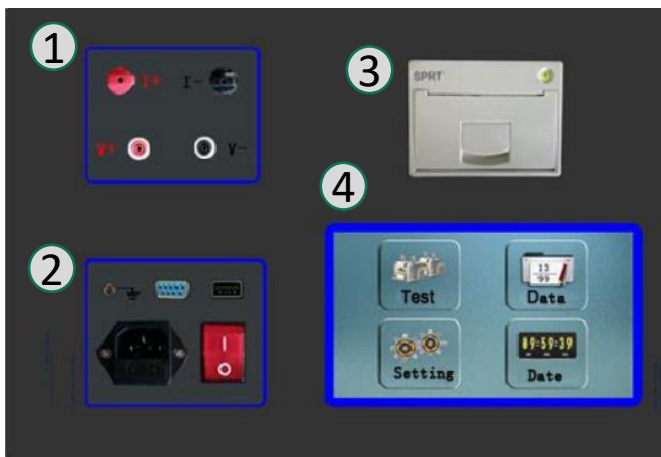 1
I+ I-
V+ V-
2
I
O
3
SPRT
4
Test
Data
13
99
Setting
09:59:39
Date